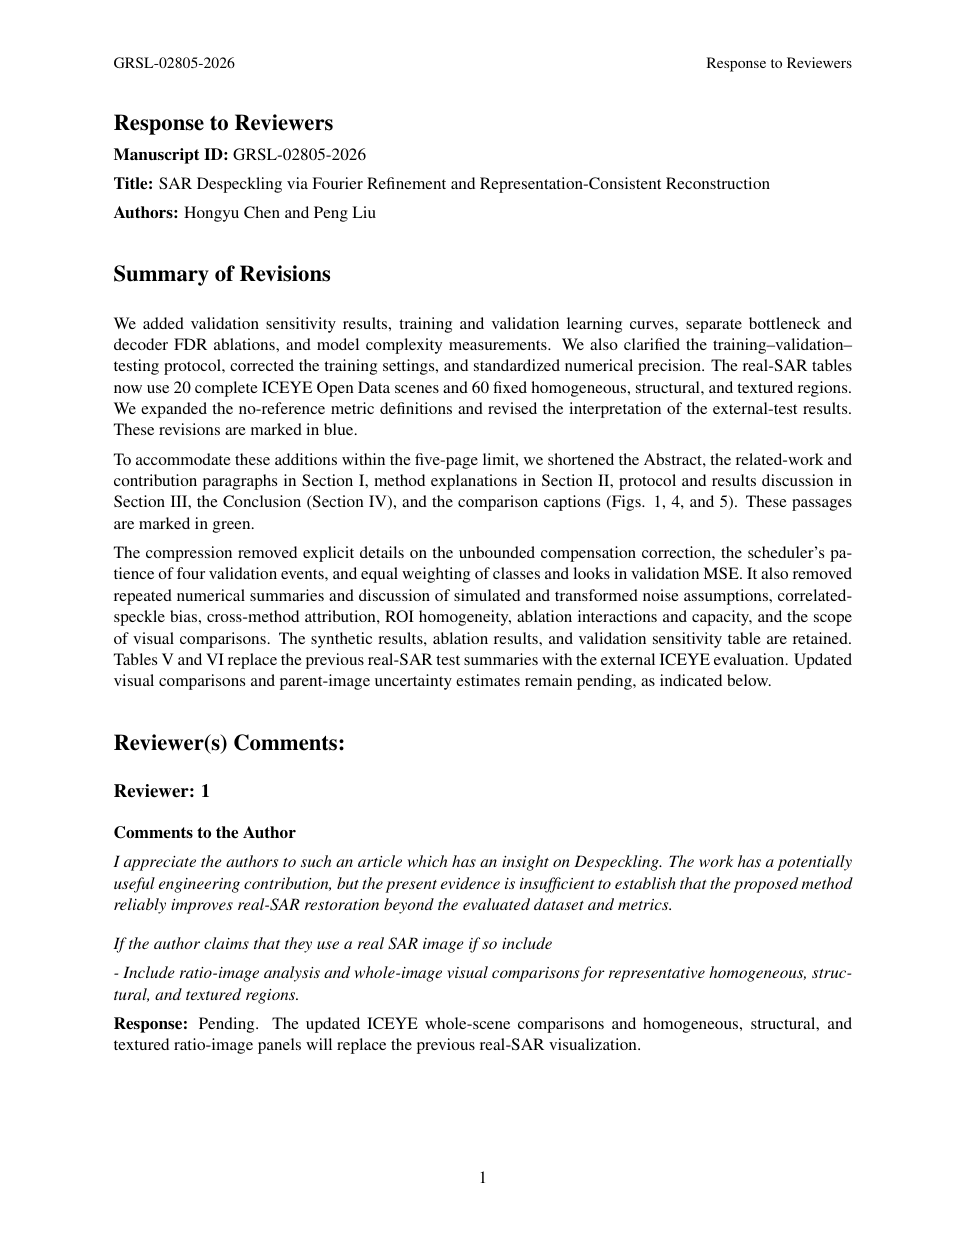 GRSL-02805-2026
Response to Reviewers
Response to Reviewers
Manuscript ID: GRSL-02805-2026
Title: SAR Despeckling via Fourier Refinement and Representation-Consistent Reconstruction
Authors: Hongyu Chen and Peng Liu
Summary of Revisions
We added validation sensitivity results, training and validation learning curves, separate bottleneck and
decoder FDR ablations, and model complexity measurements. We also clarified the training–validation–
testing protocol, corrected the training settings, and standardized numerical precision. The real-SAR tables
now use 20 complete ICEYE Open Data scenes and 60 fixed homogeneous, structural, and textured regions.
We expanded the no-reference metric definitions and revised the interpretation of the external-test results.
These revisions are marked in blue.
To accommodate these additions within the five-page limit, we shortened the Abstract, the related-work and
contribution paragraphs in Section I, method explanations in Section II, protocol and results discussion in
Section III, the Conclusion (Section IV), and the comparison captions (Figs. 1, 4, and 5). These passages
are marked in green.
The compression removed explicit details on the unbounded compensation correction, the scheduler's pa-
tience of four validation events, and equal weighting of classes and looks in validation MSE. It also removed
repeated numerical summaries and discussion of simulated and transformed noise assumptions, correlated-
speckle bias, cross-method attribution, ROI homogeneity, ablation interactions and capacity, and the scope
of visual comparisons. The synthetic results, ablation results, and validation sensitivity table are retained.
Tables V and VI replace the previous real-SAR test summaries with the external ICEYE evaluation. Updated
visual comparisons and parent-image uncertainty estimates remain pending, as indicated below.
Reviewer(s) Comments:
Reviewer: 1
Comments to the Author
I appreciate the authors to such an article which has an insight on Despeckling. The work has a potentially
useful engineering contribution, but the present evidence is insufficient to establish that the proposed method
reliably improves real-SAR restoration beyond the evaluated dataset and metrics.
If the author claims that they use a real SAR image if so include
- Include ratio-image analysis and whole-image visual comparisons for representative homogeneous, struc-
tural, and textured regions.
Response: Pending. The updated ICEYE whole-scene comparisons and homogeneous, structural, and
textured ratio-image panels will replace the previous real-SAR visualization.
1